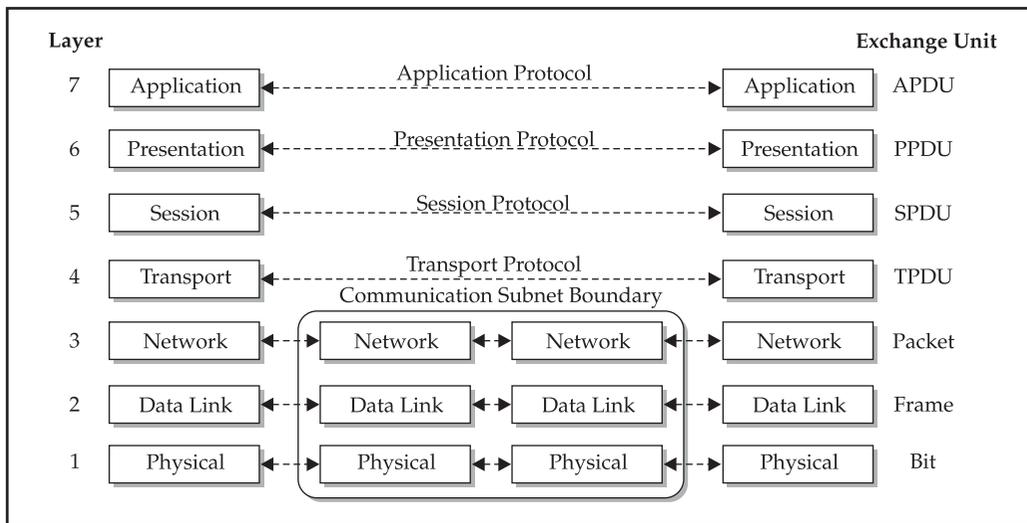 Layer Exchange Unit
7 Application Application Protocol Application APDU
6 Presentation Presentation Protocol Presentation PPDU
5 Session Session Protocol Session SPDU
4 Transport Transport Protocol Transport TPDU
Communication Subnet Boundary
3 Network Network Network Network Packet
2 Data Link Data Link Data Link Data Link Frame
1 Physical Physical Physical Physical Bit